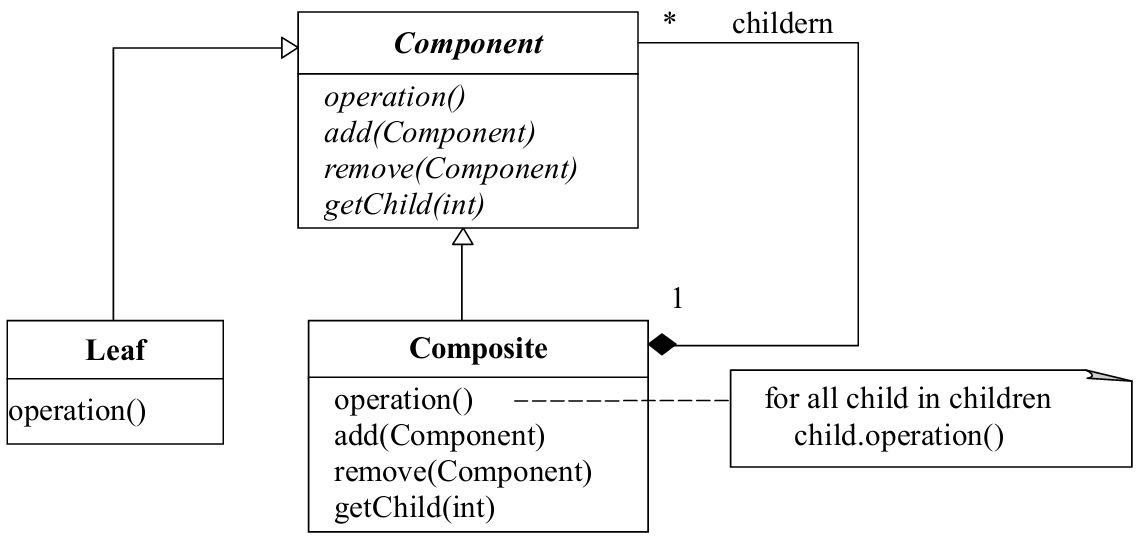 * childern
Component
operation()
add(Component)
remove(Component)
getChild(int)
1
Leaf
operation()
Composite
operation()
add(Component)
remove(Component)
getChild(int)
for all child in children
child.operation()